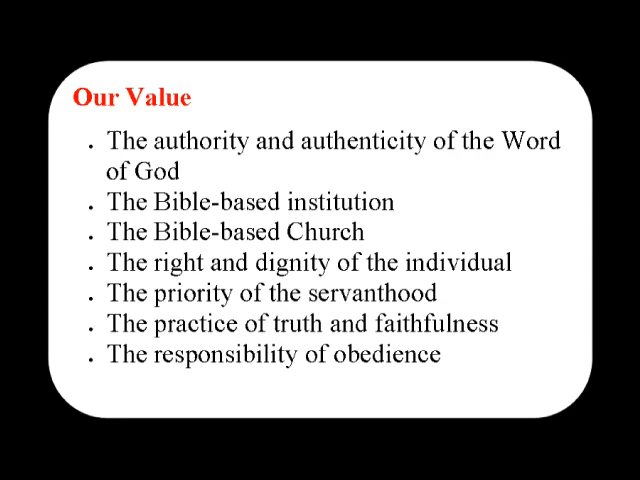 Our Value
• The authority and authenticity of the Word
of God
• The Bible-based institution
• The Bible-based Church
• The right and dignity of the individual
• The priority of the servanthood
• The practice of truth and faithfulness
• The responsibility of obedience